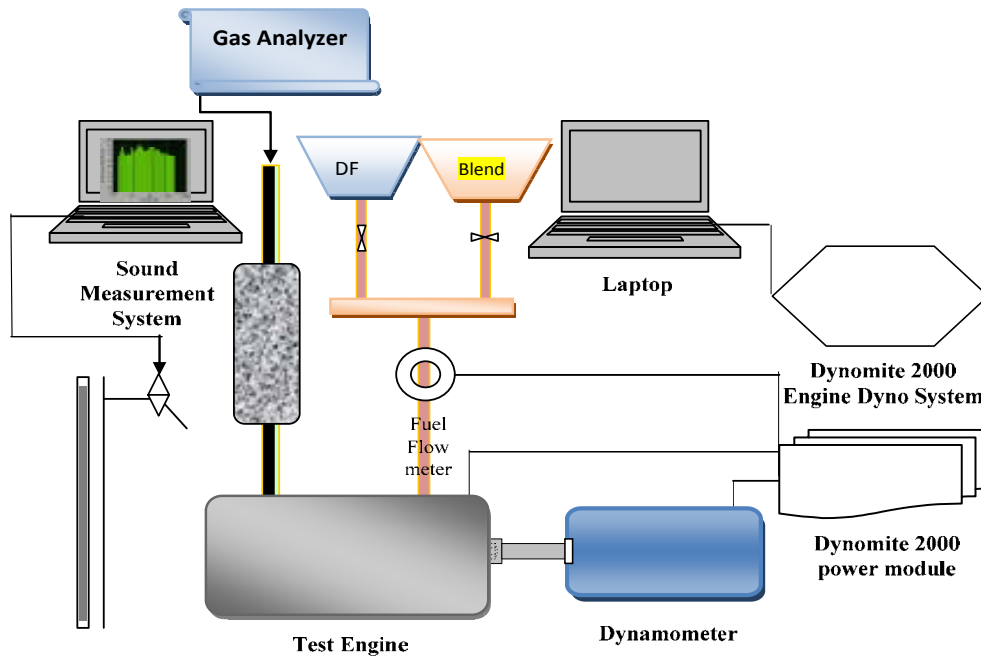 Gas Analyzer
DF
Blend
Sound
Measurement
System
Laptop
Dynomite 2000
Engine Dyno System
Fuel
Flow
meter
Dynomite 2000
power module
Test Engine
Dynamometer